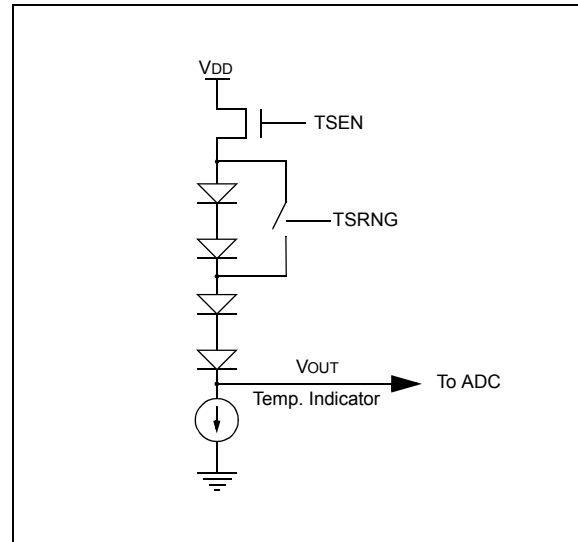 VDD
TSEN
TSRNG
VOUT
To ADC
Temp. Indicator